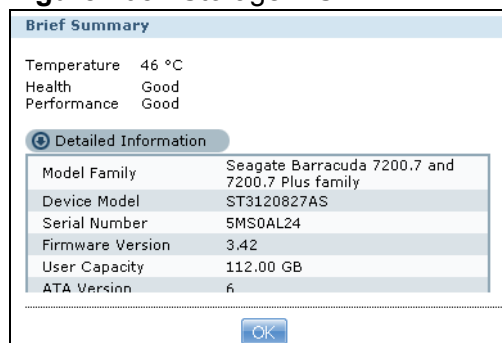 Brief Summary
Temperature 46 °C
Health Good
Performance Good
Detailed Information
Model Family Seagate Barracuda 7200.7 and
7200.7 Plus family
Device Model ST3120827AS
Serial Number 5MS0AL24
Firmware Version 3.42
User Capacity 112.00 GB
ATA Version 6
OK